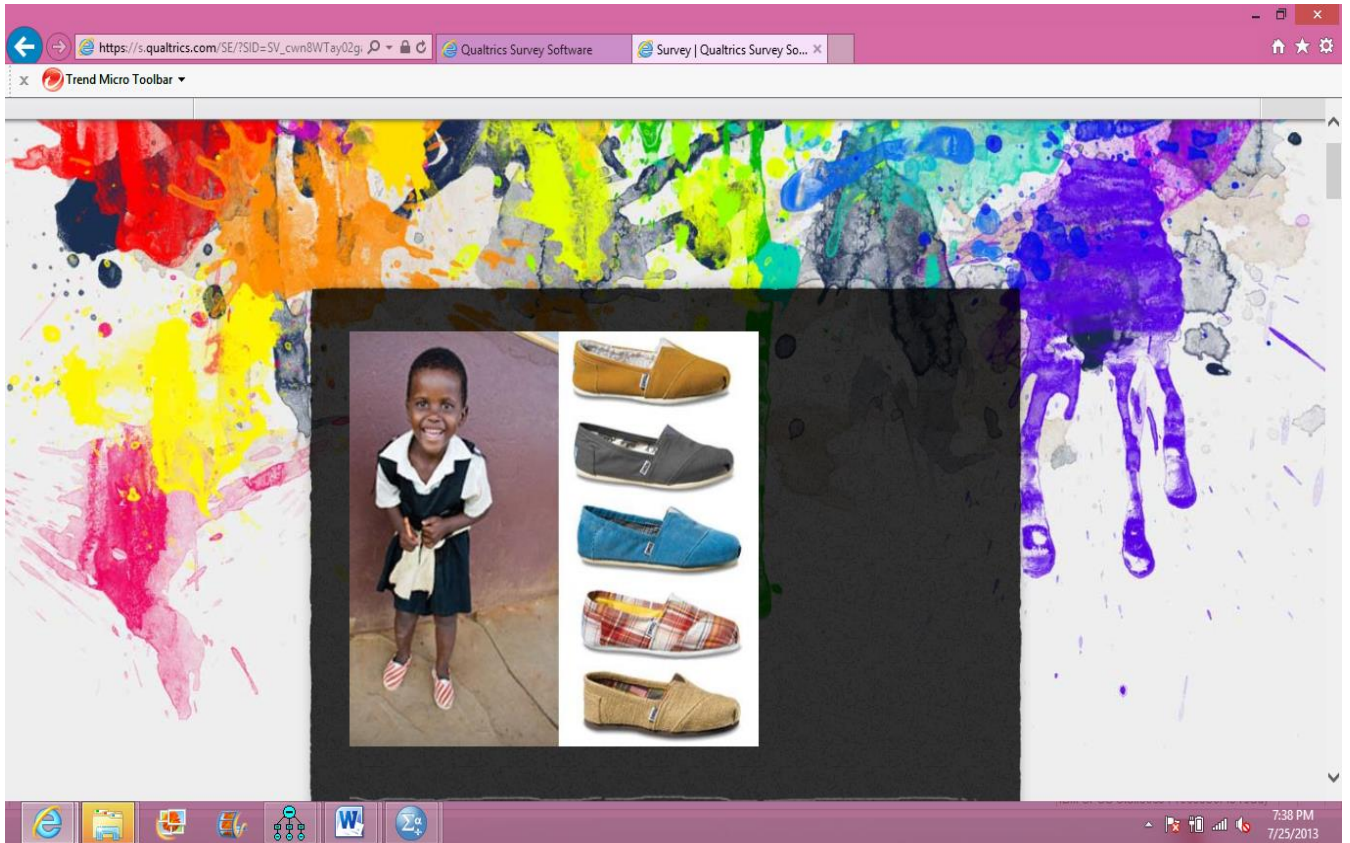 https://s.qualtrics.com/SE/?SID=SV_cwn8WTay02g
Qualtrics Survey Software
Survey | Qualtrics Survey So...
x Trend Micro Toolbar
7:38 PM
7/25/2013